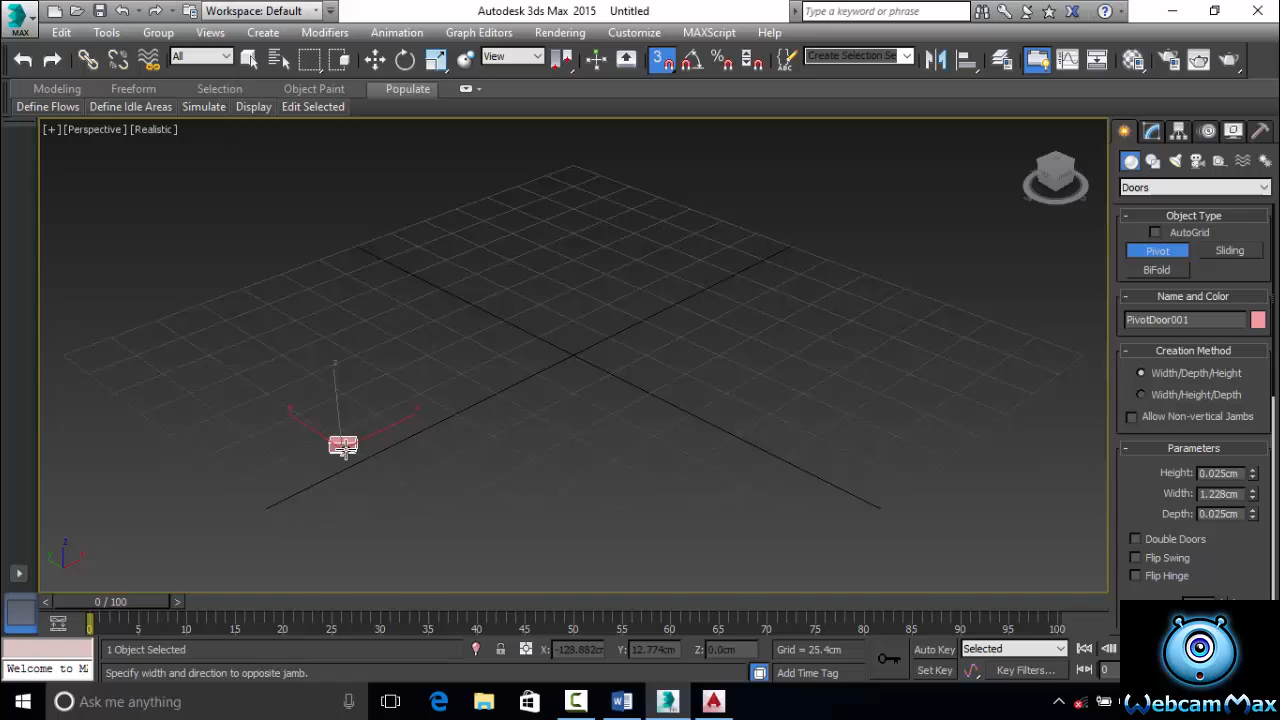 MAX
Workspace: Default
Autodesk 3ds Max 2015 Untitled
Type a keyword or phrase
Edit Tools Group Views Create Modifiers Animation Graph Editors Rendering Customize MAXScript Help
All
View
3
Create Selection Se
Modeling Freeform Selection Object Paint Populate
Define Flows Define Idle Areas Simulate Display Edit Selected
[+] [Perspective] [Realistic]
Doors
Object Type
AutoGrid
Pivot Sliding
BiFold
Name and Color
PivotDoor001
Creation Method
Width/Depth/Height
Width/Height/Depth
Allow Non-vertical Jambs
Parameters
Height: 0.025cm
Width: 1.228cm
Depth: 0.025cm
Double Doors
Flip Swing
Flip Hinge
z
z
0 / 100
0 5 10 15 20 25 30 35 40 45 50 55 60 65 70 75 80 85 90 95 100
1 Object Selected
X: -128.882cm Y: 12.774cm Z: 0.0cm
Grid = 25.4cm
Auto Key Selected
Welcome to M
Specify width and direction to opposite jamb.
Add Time Tag
Set Key Key Filters...
0
Ask me anything
WebcamMax